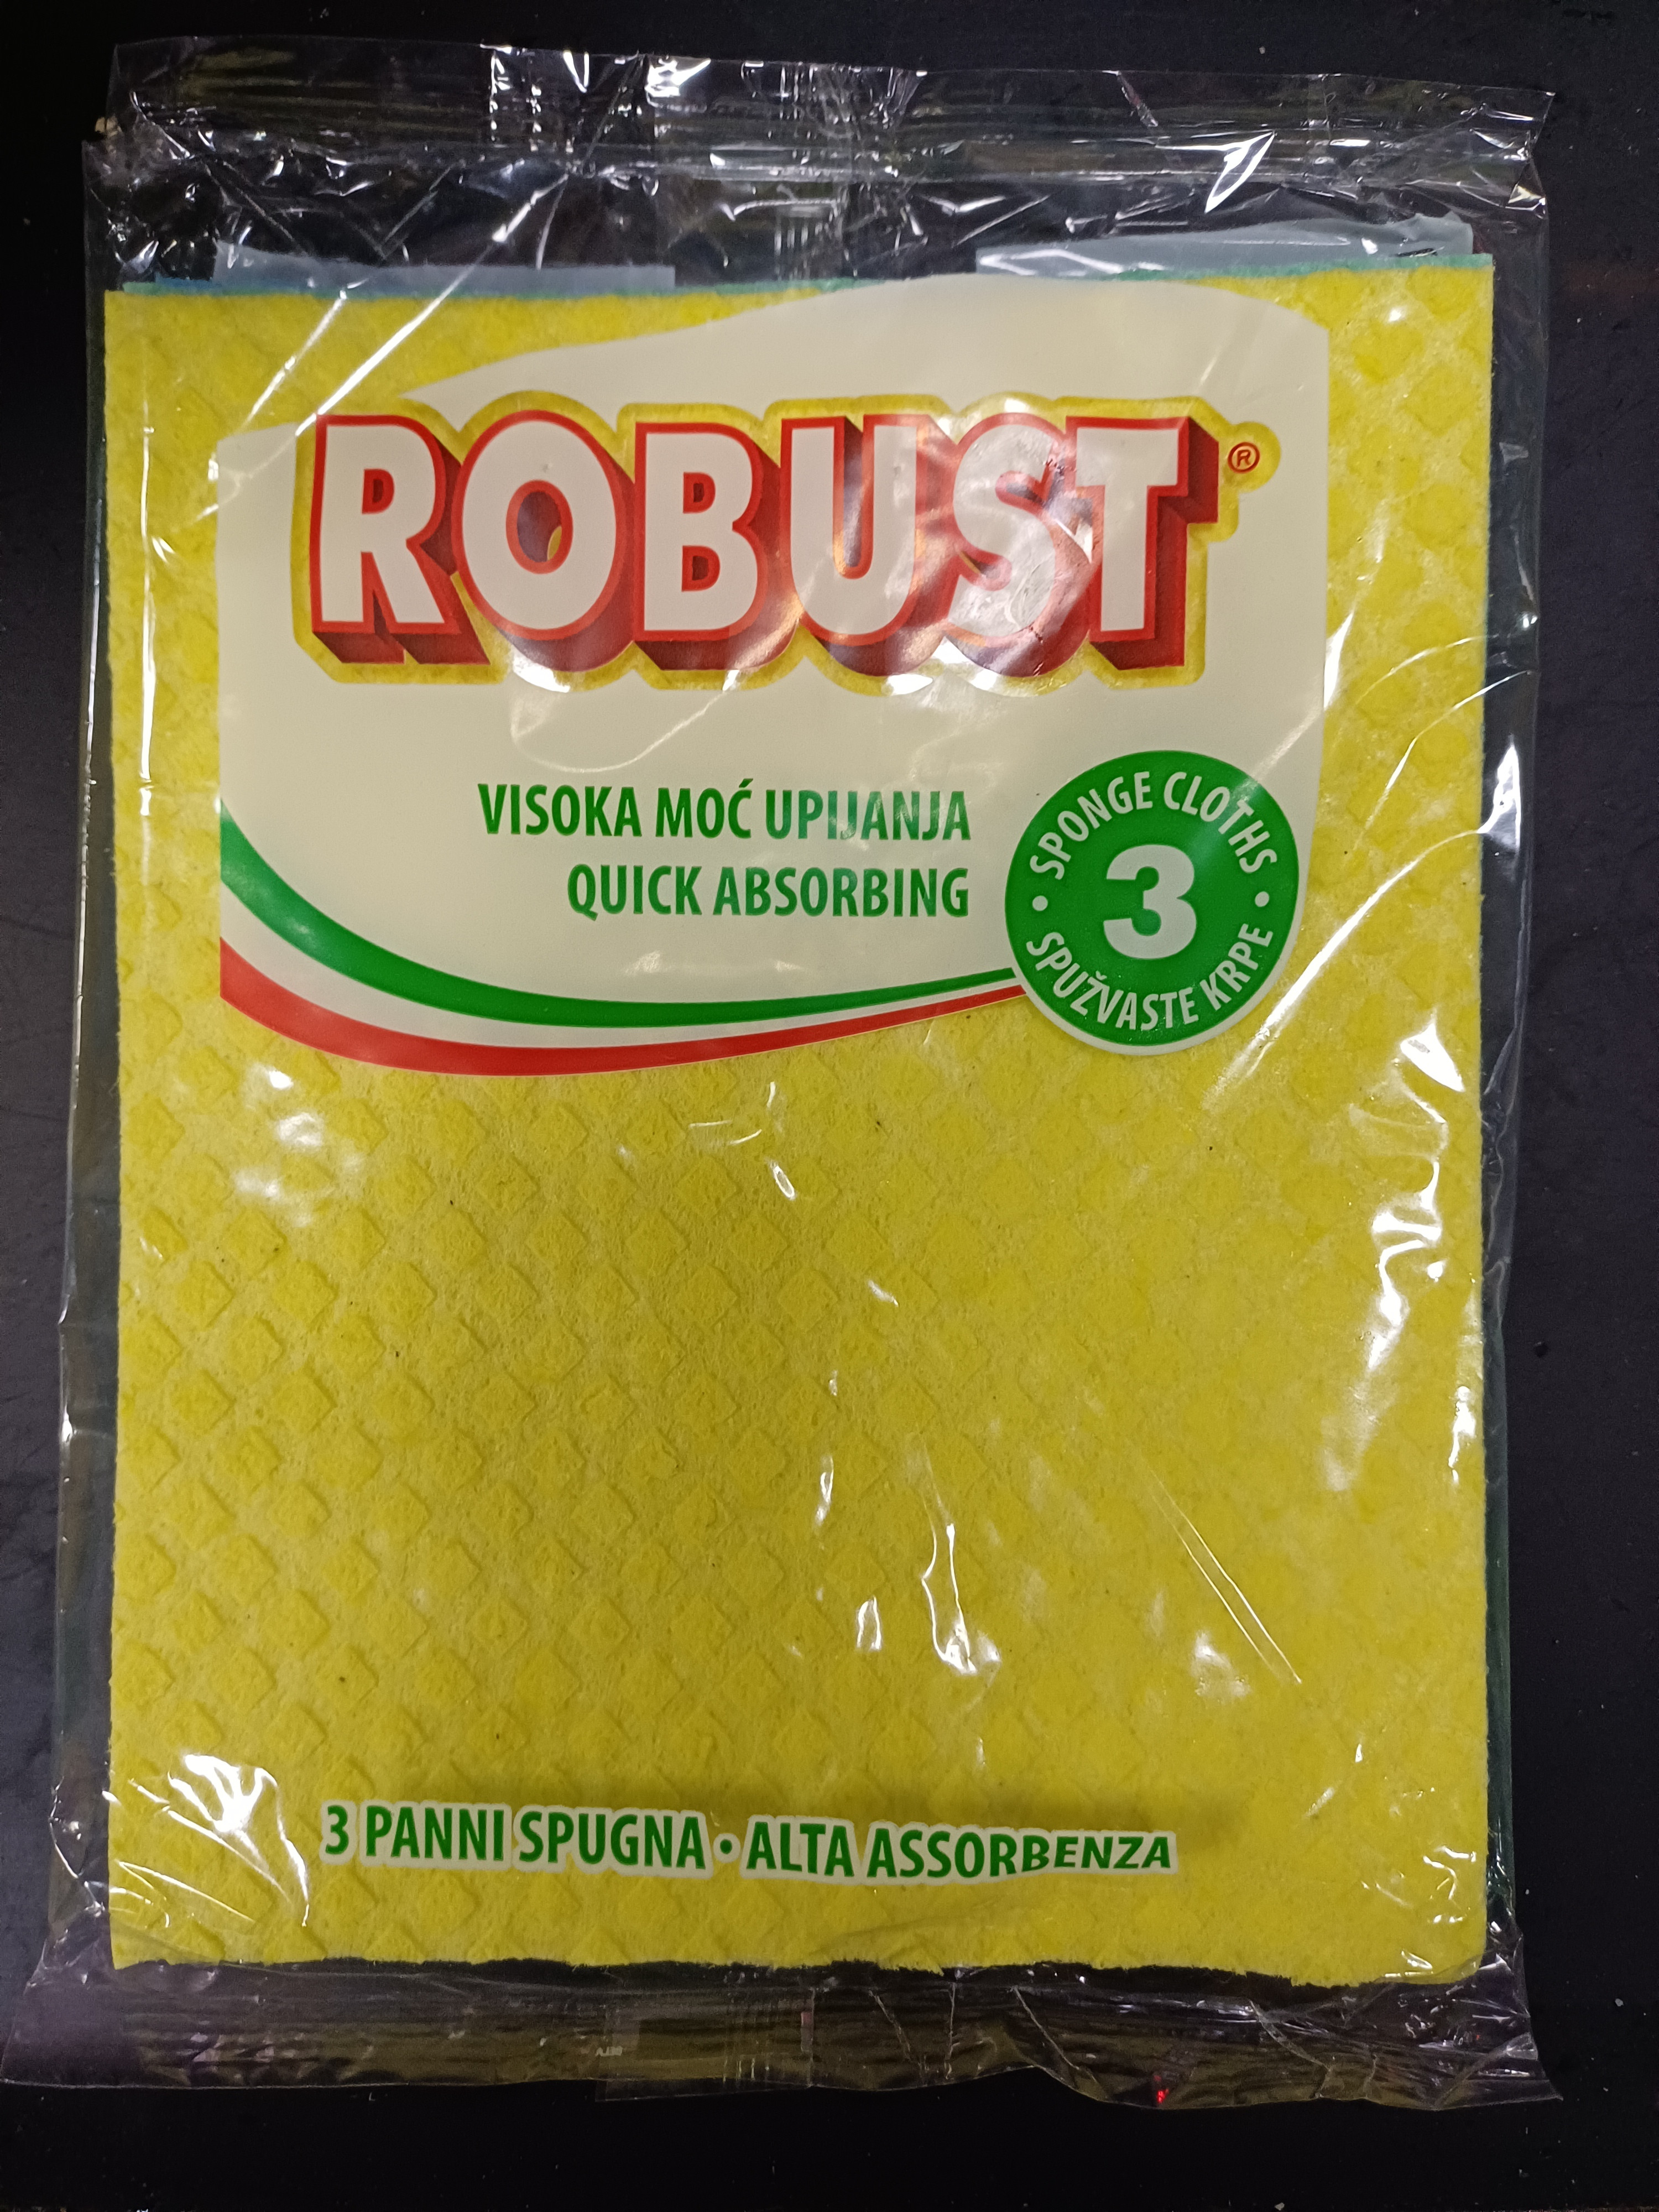 ROBUST®
VISOKA MOĆ UPIJANJA
QUICK ABSORBING
• SPONGE CLOTHS •
3
SPUŽVASTE KRPE
3 PANNI SPUGNA • ALTA ASSORBENZA